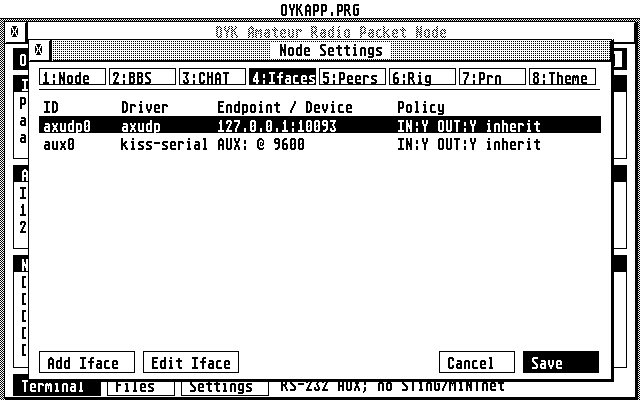 OYKAPP.PRG
OYK Amateur Radio Packet Node
Node Settings
1:Node 2:BBS 3:CHAT 4:Ifaces 5:Peers 6:Rig 7:Prn 8:Theme
ID Driver Endpoint / Device Policy
axudp0 axudp 127.0.0.1:10093 IN:Y OUT:Y inherit
aux0 kiss-serial AUX: @ 9600 IN:Y OUT:Y inherit
Add Iface Edit Iface Cancel Save
Terminal Files Settings RS-232 AUX; no STinG/MiNTnet